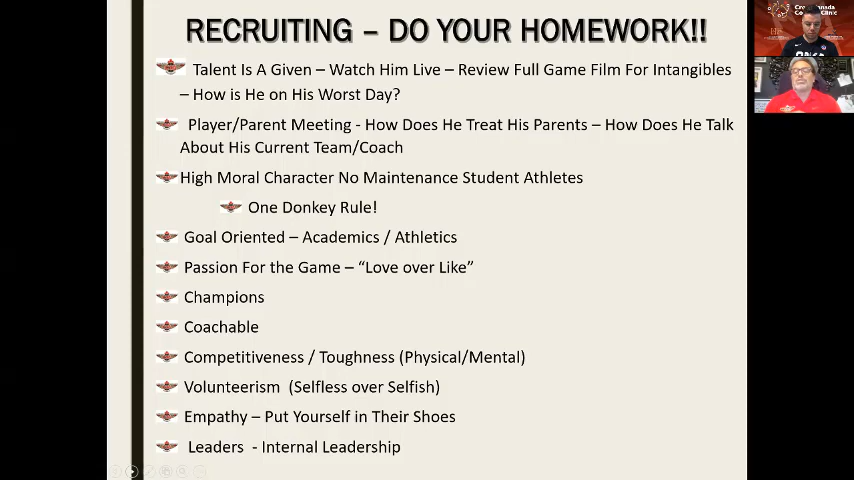 RECRUITING – DO YOUR HOMEWORK!!
Talent Is A Given – Watch Him Live – Review Full Game Film For Intangibles
– How is He on His Worst Day?
Player/Parent Meeting - How Does He Treat His Parents – How Does He Talk
About His Current Team/Coach
High Moral Character No Maintenance Student Athletes
One Donkey Rule!
Goal Oriented – Academics / Athletics
Passion For the Game – “Love over Like”
Champions
Coachable
Competitiveness / Toughness (Physical/Mental)
Volunteerism (Selfless over Selfish)
Empathy – Put Yourself in Their Shoes
Leaders - Internal Leadership